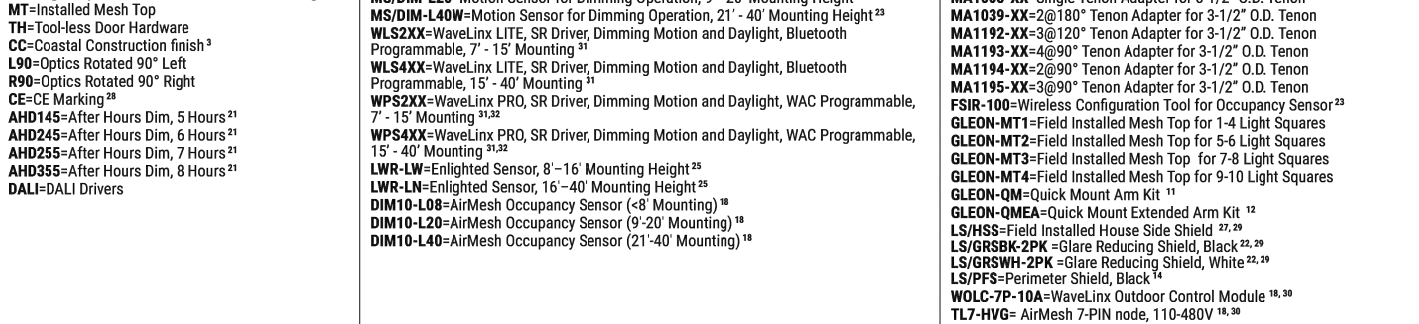 MT=Installed Mesh Top
TH=Tool-less Door Hardware
CC=Coastal Construction finish 3
L90=Optics Rotated 90° Left
R90=Optics Rotated 90° Right
CE=CE Marking 28
AHD145=After Hours Dim, 5 Hours 21
AHD245=After Hours Dim, 6 Hours 21
AHD255=After Hours Dim, 7 Hours 21
AHD355=After Hours Dim, 8 Hours 21
DALI=DALI Drivers
MS/DIM-L40W=Motion Sensor for Dimming Operation, 21' - 40' Mounting Height 23
WLS2XX=WaveLinx LITE, SR Driver, Dimming Motion and Daylight, Bluetooth
Programmable, 7' - 15' Mounting 31
WLS4XX=WaveLinx LITE, SR Driver, Dimming Motion and Daylight, Bluetooth
Programmable, 15' - 40' Mounting 31
WPS2XX=WaveLinx PRO, SR Driver, Dimming Motion and Daylight, WAC Programmable,
7' - 15' Mounting 31,32
WPS4XX=WaveLinx PRO, SR Driver, Dimming Motion and Daylight, WAC Programmable,
15' - 40' Mounting 31,32
LWR-LW=Enlighted Sensor, 8'–16' Mounting Height 25
LWR-LN=Enlighted Sensor, 16'–40' Mounting Height 25
DIM10-L08=AirMesh Occupancy Sensor (<8' Mounting) 18
DIM10-L20=AirMesh Occupancy Sensor (9'-20' Mounting) 18
DIM10-L40=AirMesh Occupancy Sensor (21'-40' Mounting) 18
MA1039-XX=2@180° Tenon Adapter for 3-1/2" O.D. Tenon
MA1192-XX=3@120° Tenon Adapter for 3-1/2" O.D. Tenon
MA1193-XX=4@90° Tenon Adapter for 3-1/2" O.D. Tenon
MA1194-XX=2@90° Tenon Adapter for 3-1/2" O.D. Tenon
MA1195-XX=3@90° Tenon Adapter for 3-1/2" O.D. Tenon
FSIR-100=Wireless Configuration Tool for Occupancy Sensor 23
GLEON-MT1=Field Installed Mesh Top for 1-4 Light Squares
GLEON-MT2=Field Installed Mesh Top for 5-6 Light Squares
GLEON-MT3=Field Installed Mesh Top for 7-8 Light Squares
GLEON-MT4=Field Installed Mesh Top for 9-10 Light Squares
GLEON-QM=Quick Mount Arm Kit 11
GLEON-QMEA=Quick Mount Extended Arm Kit 12
LS/HSS=Field Installed House Side Shield 27, 29
LS/GRSBK-2PK =Glare Reducing Shield, Black 22, 29
LS/GRSWH-2PK =Glare Reducing Shield, White 22, 29
LS/PFS=Perimeter Shield, Black 14
WOLC-7P-10A=WaveLinx Outdoor Control Module 18, 30
TL7-HVG= AirMesh 7-PIN node, 110-480V 18, 30